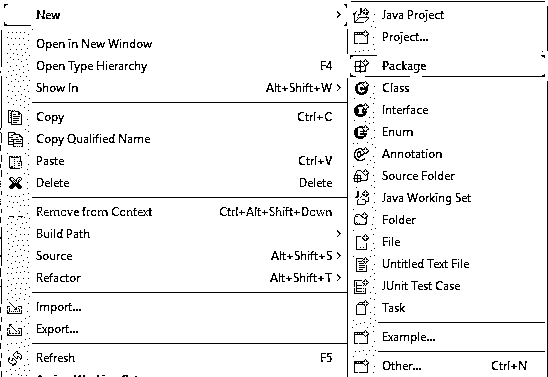 New
Open in New Window
Open Type Hierarchy F4
Show In Alt+Shift+W
Copy Ctrl+C
Copy Qualified Name
Paste Ctrl+V
Delete Delete
Remove from Context Ctrl+Alt+Shift+Down
Build Path
Source Alt+Shift+S
Refactor Alt+Shift+T
Import...
Export...
Refresh F5
Java Project
Project...
Package
Class
Interface
Enum
Annotation
Source Folder
Java Working Set
Folder
File
Untitled Text File
JUnit Test Case
Task
Example...
Other... Ctrl+N